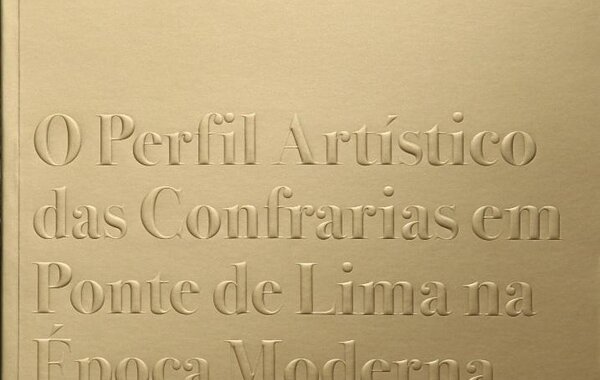 O Perfil Artístico
das Confrarias em
Ponte de Lima na
Época Moderna